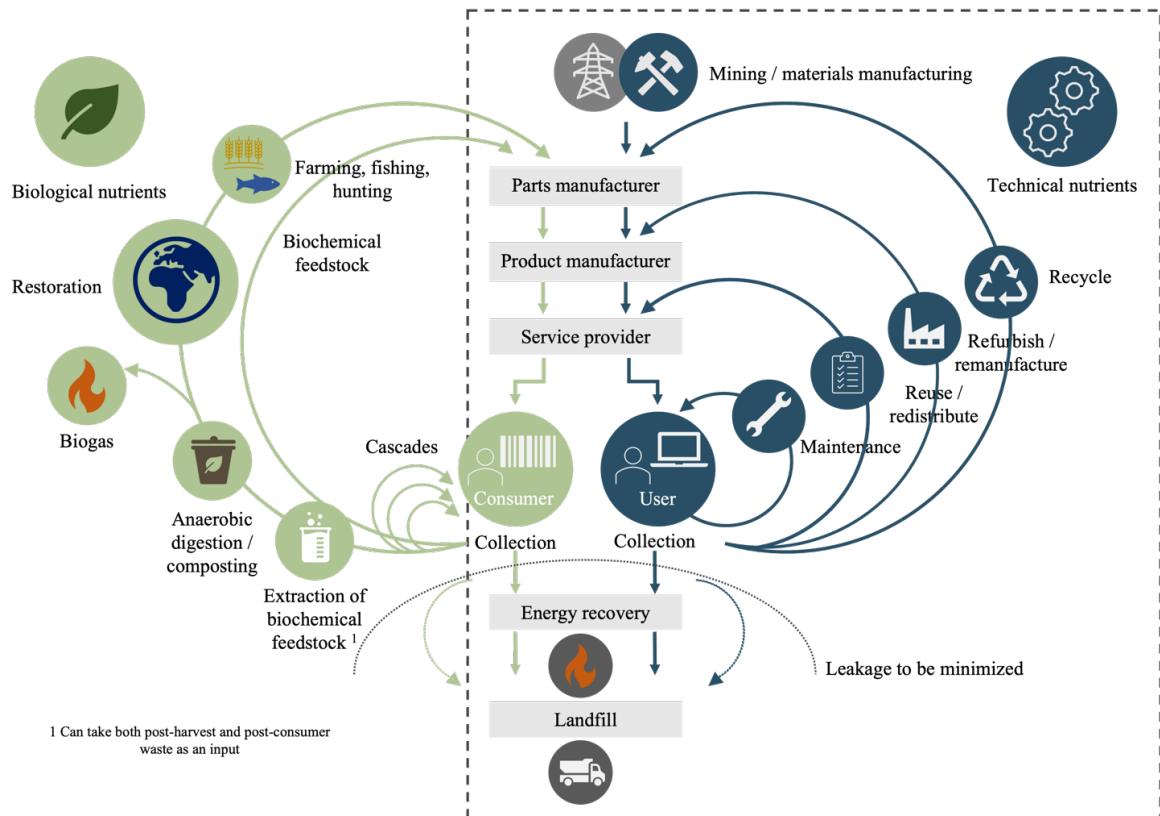 Mining / materials manufacturing
Biological nutrients
Farming, fishing,
hunting
Parts manufacturer
Technical nutrients
Biochemical
feedstock
Product manufacturer
Restoration
Recycle
Service provider
Refurbish /
remanufacture
Reuse /
redistribute
Biogas
Cascades
Maintenance
Consumer
User
Anaerobic
digestion /
composting
Collection
Collection
Extraction of
biochemical
feedstock 1
Energy recovery
Leakage to be minimized
Landfill
1 Can take both post-harvest and post-consumer
waste as an input